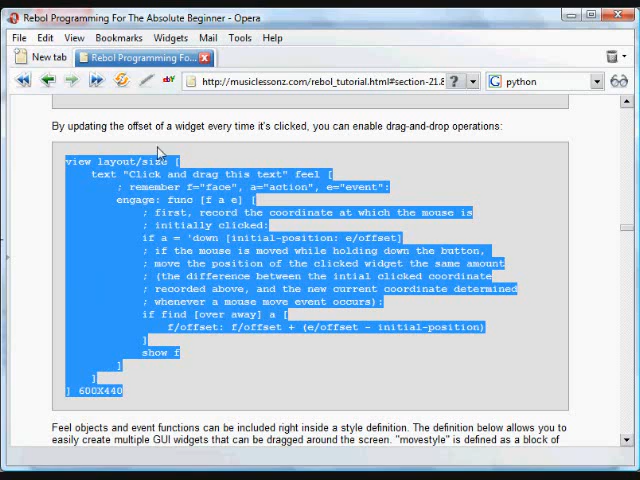 Rebol Programming For The Absolute Beginner - Opera
File Edit View Bookmarks Widgets Mail Tools Help
New tab Rebol Programming Fo...
http://musiclessonz.com/rebol_tutorial.html#section-21.8 ? G python
By updating the offset of a widget every time it's clicked, you can enable drag-and-drop operations:
view layout/size [
text "Click and drag this text" feel [
; remember f="face", a="action", e="event":
engage: func [f a e] [
; first, record the coordinate at which the mouse is
; initially clicked:
if a = 'down [initial-position: e/offset]
; if the mouse is moved while holding down the button,
; move the position of the clicked widget the same amount
; (the difference between the intial clicked coordinate
; recorded above, and the new current coordinate determined
; whenever a mouse move event occurs):
if find [over away] a [
f/offset: f/offset + (e/offset - initial-position)
]
show f
]
]
] 600X440
Feel objects and event functions can be included right inside a style definition. The definition below allows you to
easily create multiple GUI widgets that can be dragged around the screen. "movestyle" is defined as a block of